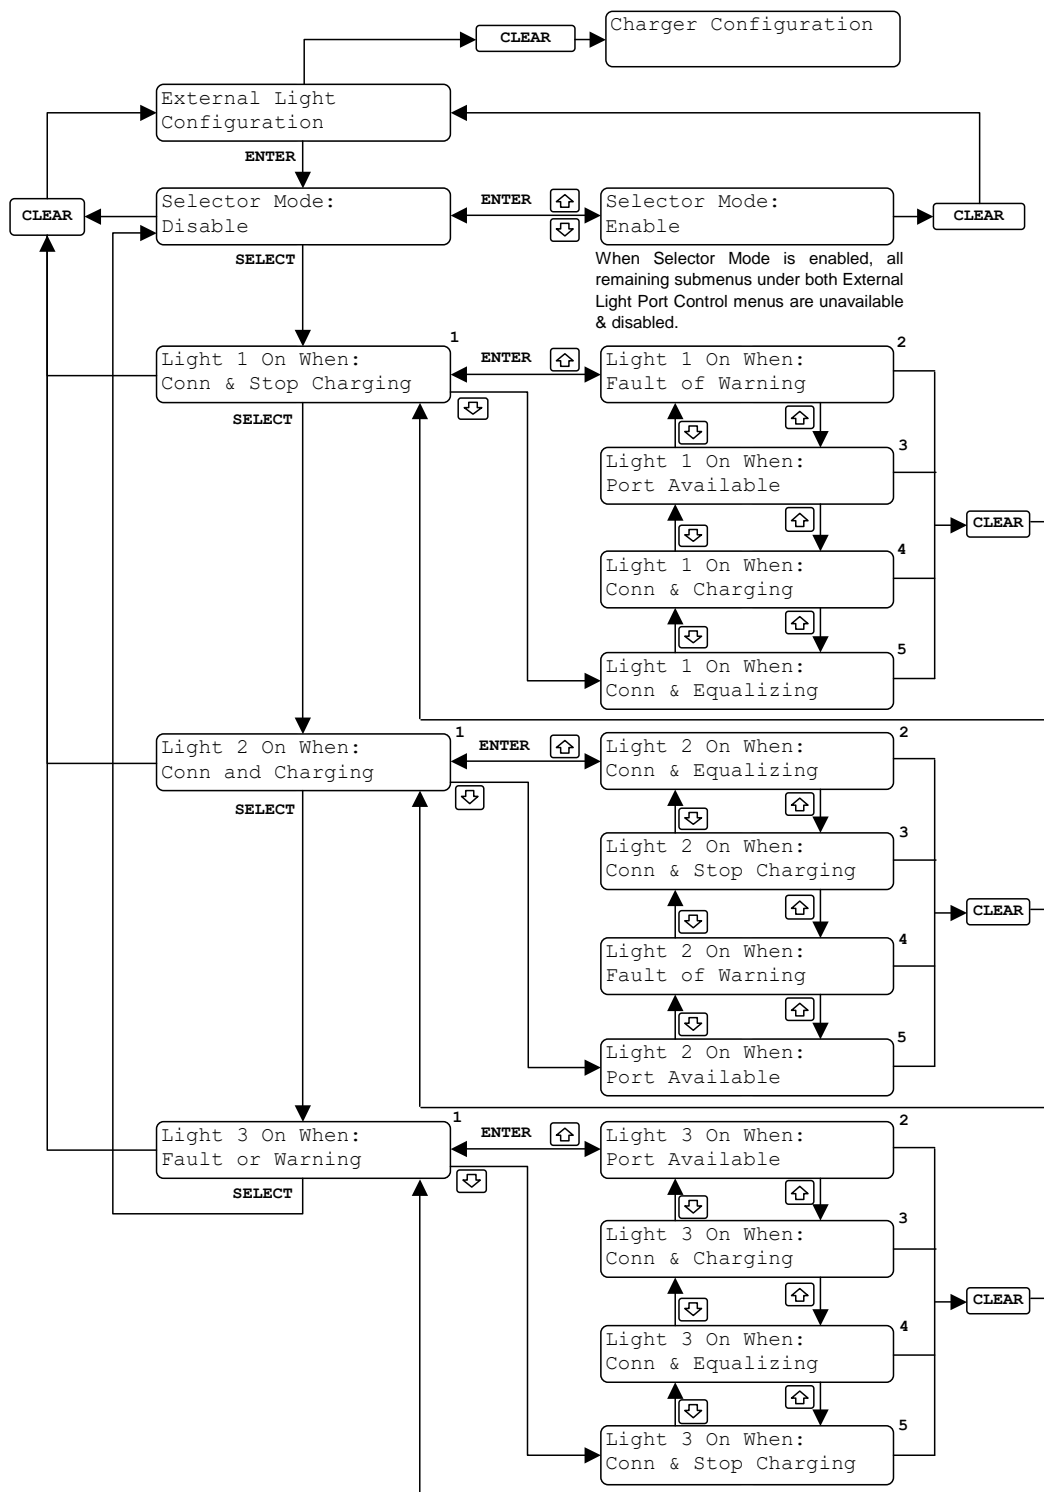 Charger Configuration
CLEAR
External Light
Configuration
ENTER
CLEAR
Selector Mode:
Disable
ENTER
Selector Mode:
Enable
CLEAR
SELECT
When Selector Mode is enabled, all
remaining submenus under both External
Light Port Control menus are unavailable
& disabled.
1
Light 1 On When:
Conn & Stop Charging
ENTER
2
Light 1 On When:
Fault of Warning
SELECT
3
Light 1 On When:
Port Available
CLEAR
4
Light 1 On When:
Conn & Charging
5
Light 1 On When:
Conn & Equalizing
1
Light 2 On When:
Conn and Charging
ENTER
2
Light 2 On When:
Conn & Equalizing
SELECT
3
Light 2 On When:
Conn & Stop Charging
CLEAR
4
Light 2 On When:
Fault of Warning
5
Light 2 On When:
Port Available
1
Light 3 On When:
Fault or Warning
ENTER
2
Light 3 On When:
Port Available
SELECT
3
Light 3 On When:
Conn & Charging
CLEAR
4
Light 3 On When:
Conn & Equalizing
5
Light 3 On When:
Conn & Stop Charging